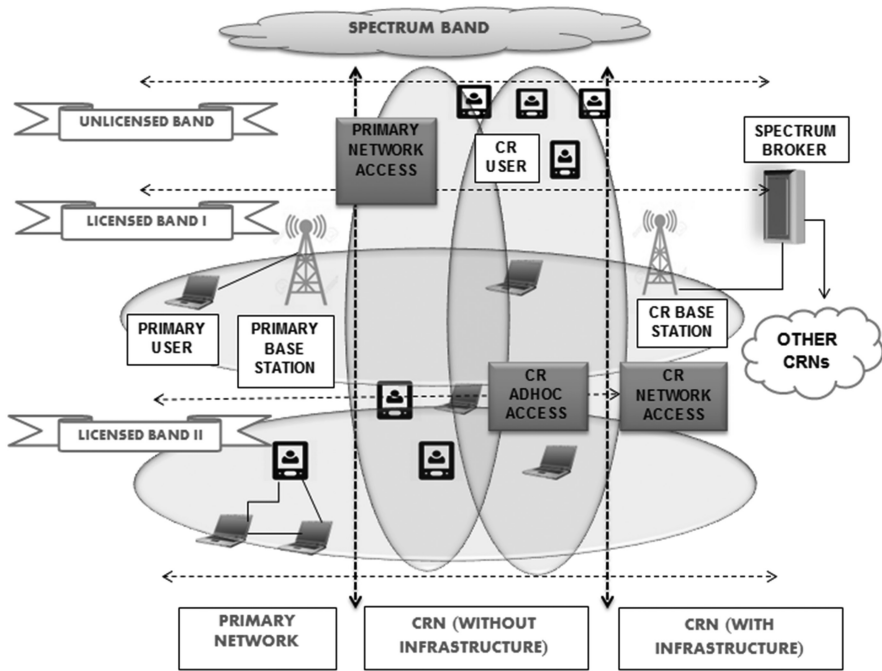 SPECTRUM BAND
UNLICENSED BAND
PRIMARY
NETWORK
ACCESS
CR
USER
SPECTRUM
BROKER
LICENSED BAND I
PRIMARY
USER
PRIMARY
BASE
STATION
CR BASE
STATION
OTHER
CRNs
CR
ADHOC
ACCESS
CR
NETWORK
ACCESS
LICENSED BAND II
PRIMARY
NETWORK
CRN (WITHOUT
INFRASTRUCTURE)
CRN (WITH
INFRASTRUCTURE)